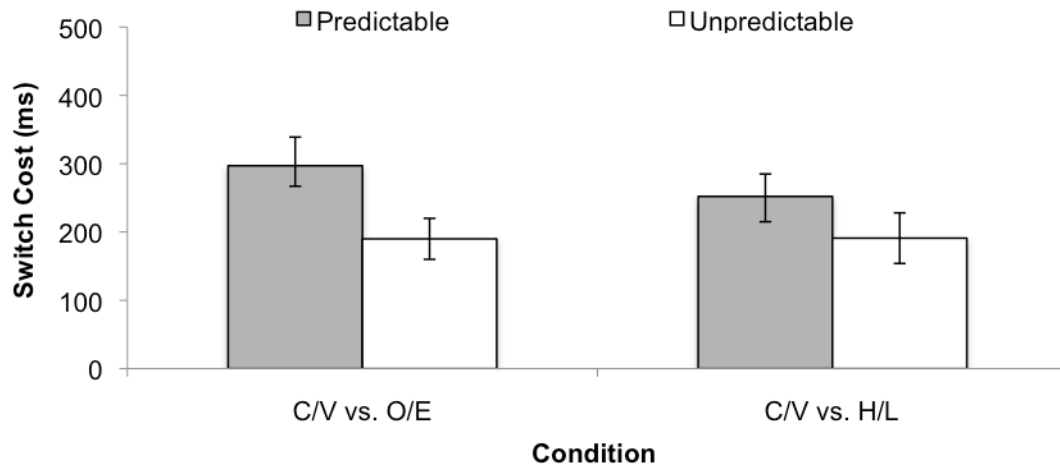 Predictable Unpredictable
500
400
300
200
100
0
Switch Cost (ms)
C/V vs. O/E C/V vs. H/L
Condition